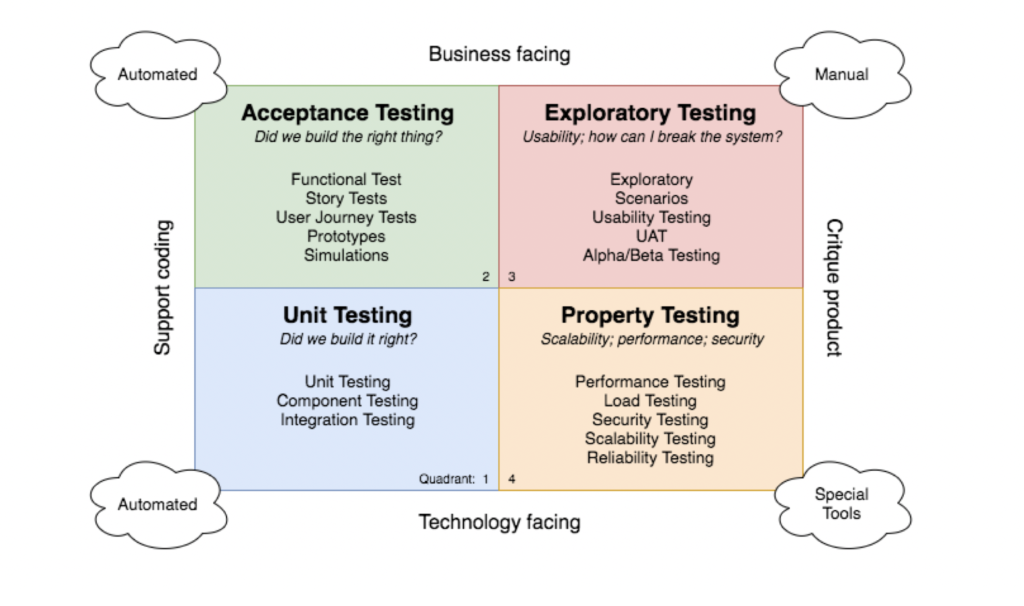 Business facing
Automated
Manual
Acceptance Testing
Did we build the right thing?
Functional Test
Story Tests
User Journey Tests
Prototypes
Simulations
2
Exploratory Testing
Usability; how can I break the system?
Exploratory
Scenarios
Usability Testing
UAT
Alpha/Beta Testing
3
Support coding
Critque product
Unit Testing
Did we build it right?
Unit Testing
Component Testing
Integration Testing
Quadrant: 1
Property Testing
Scalability; performance; security
Performance Testing
Load Testing
Security Testing
Scalability Testing
Reliability Testing
4
Automated
Special
Tools
Technology facing